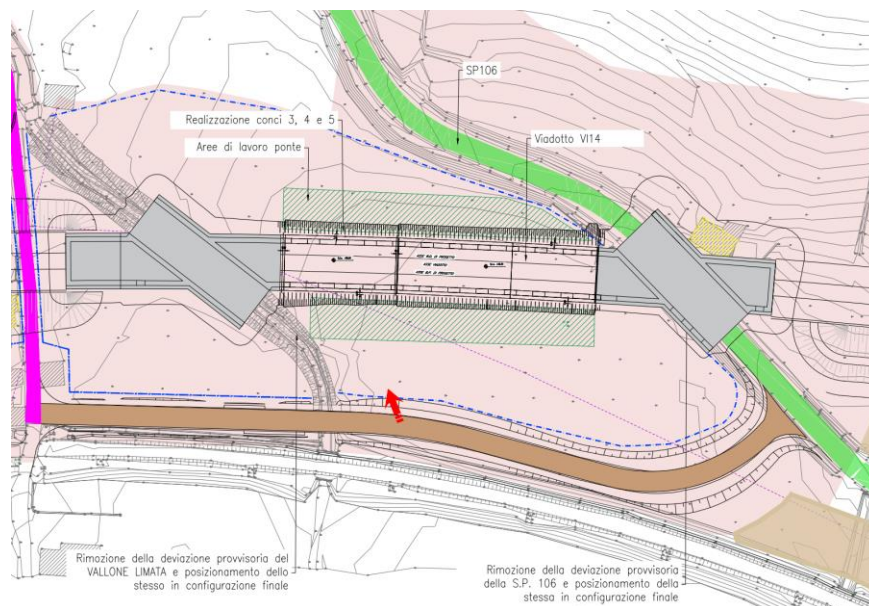 SP106
Realizzazione conci 3, 4 e 5
Viadotto VI14
Aree di lavoro ponte
Rimozione della deviazione provvisoria del
VALLONE LIMATA e posizionamento dello
stesso in configurazione finale
Rimozione della deviazione provvisoria
della S.P. 106 e posizionamento della
stessa in configurazione finale